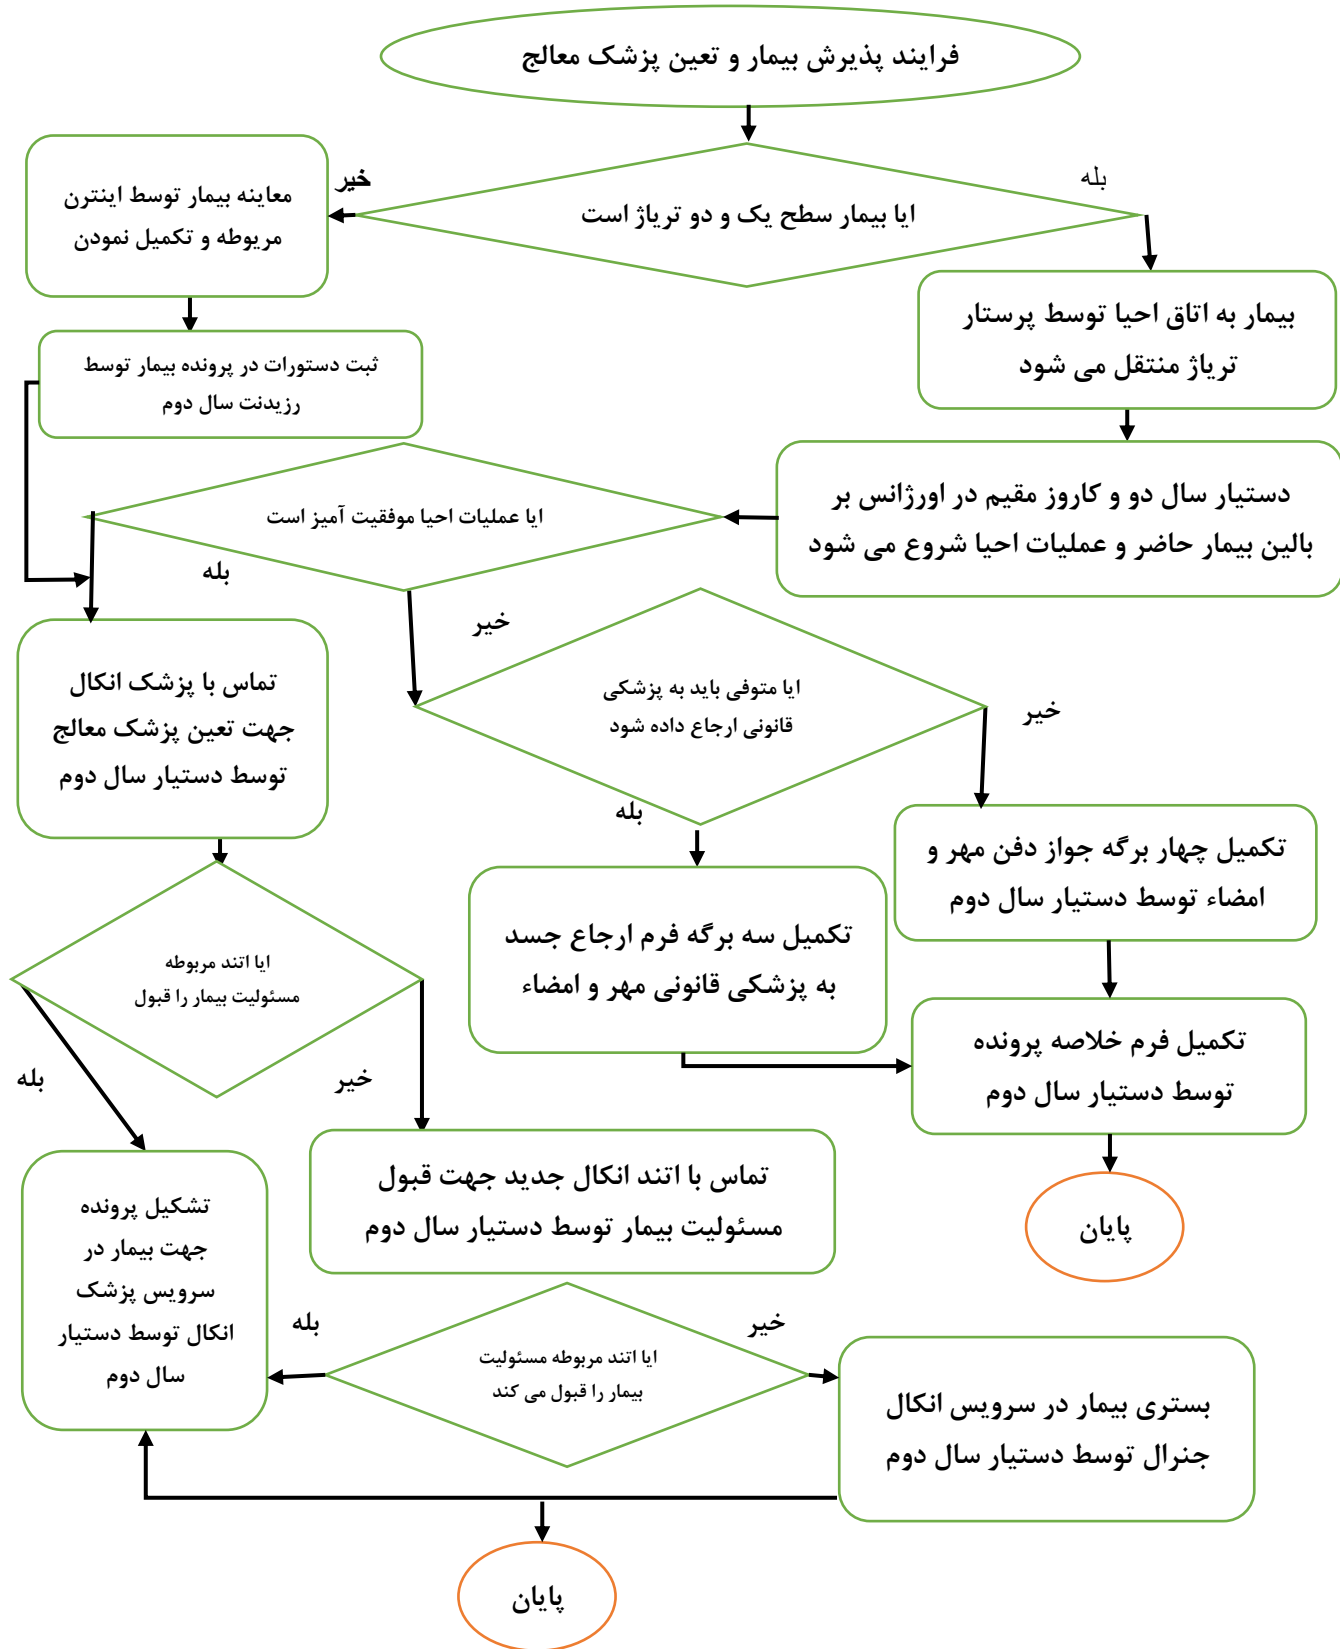 فرایند پذیرش بیمار و تعین پزشک معالج
بله
خیر
ایا بیمار سطح یک و دو تریاژ است
معاینه بیمار توسط اینترن
مربوطه و تکمیل نمودن
بیمار به اتاق احیا توسط پرستار
تریاژ منتقل می شود
ثبت دستورات در پرونده بیمار توسط
رزیدنت سال دوم
دستیار سال دو و کاروز مقیم در اورژانس بر
بالین بیمار حاضر و عملیات احیا شروع می شود
ایا عملیات احیا موفقیت آمیز است
بله
خیر
تماس با پزشک انکال
جهت تعین پزشک معالج
توسط دستیار سال دوم
ایا متوفی باید به پزشکی
قانونی ارجاع داده شود
خیر
بله
تکمیل چهار برگه جواز دفن مهر و
امضاء توسط دستیار سال دوم
تکمیل سه برگه فرم ارجاع جسد
به پزشکی قانونی مهر و امضاء
ایا اتند مربوطه
مسئولیت بیمار را قبول
تکمیل فرم خلاصه پرونده
توسط دستیار سال دوم
بله
خیر
تماس با اتند انکال جدید جهت قبول
مسئولیت بیمار توسط دستیار سال دوم
پایان
تشکیل پرونده
جهت بیمار در
سرویس پزشک
انکال توسط دستیار
سال دوم
بله
خیر
ایا اتند مربوطه مسئولیت
بیمار را قبول می کند
بستری بیمار در سرویس انکال
جنرال توسط دستیار سال دوم
پایان